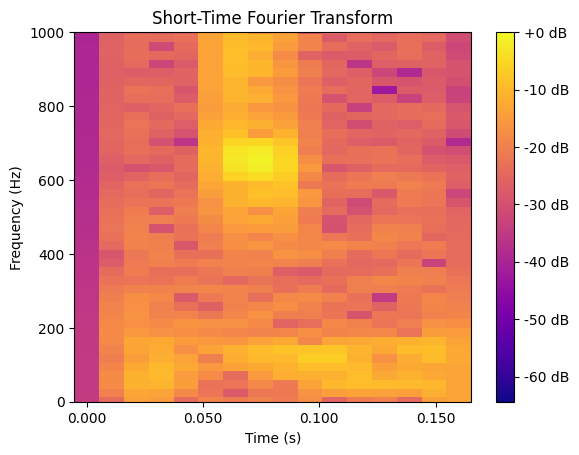 Short-Time Fourier Transform
1000
800
600
400
200
0
Frequency (Hz)
0.000
0.050
0.100
0.150
Time (s)
+0 dB
-10 dB
-20 dB
-30 dB
-40 dB
-50 dB
-60 dB